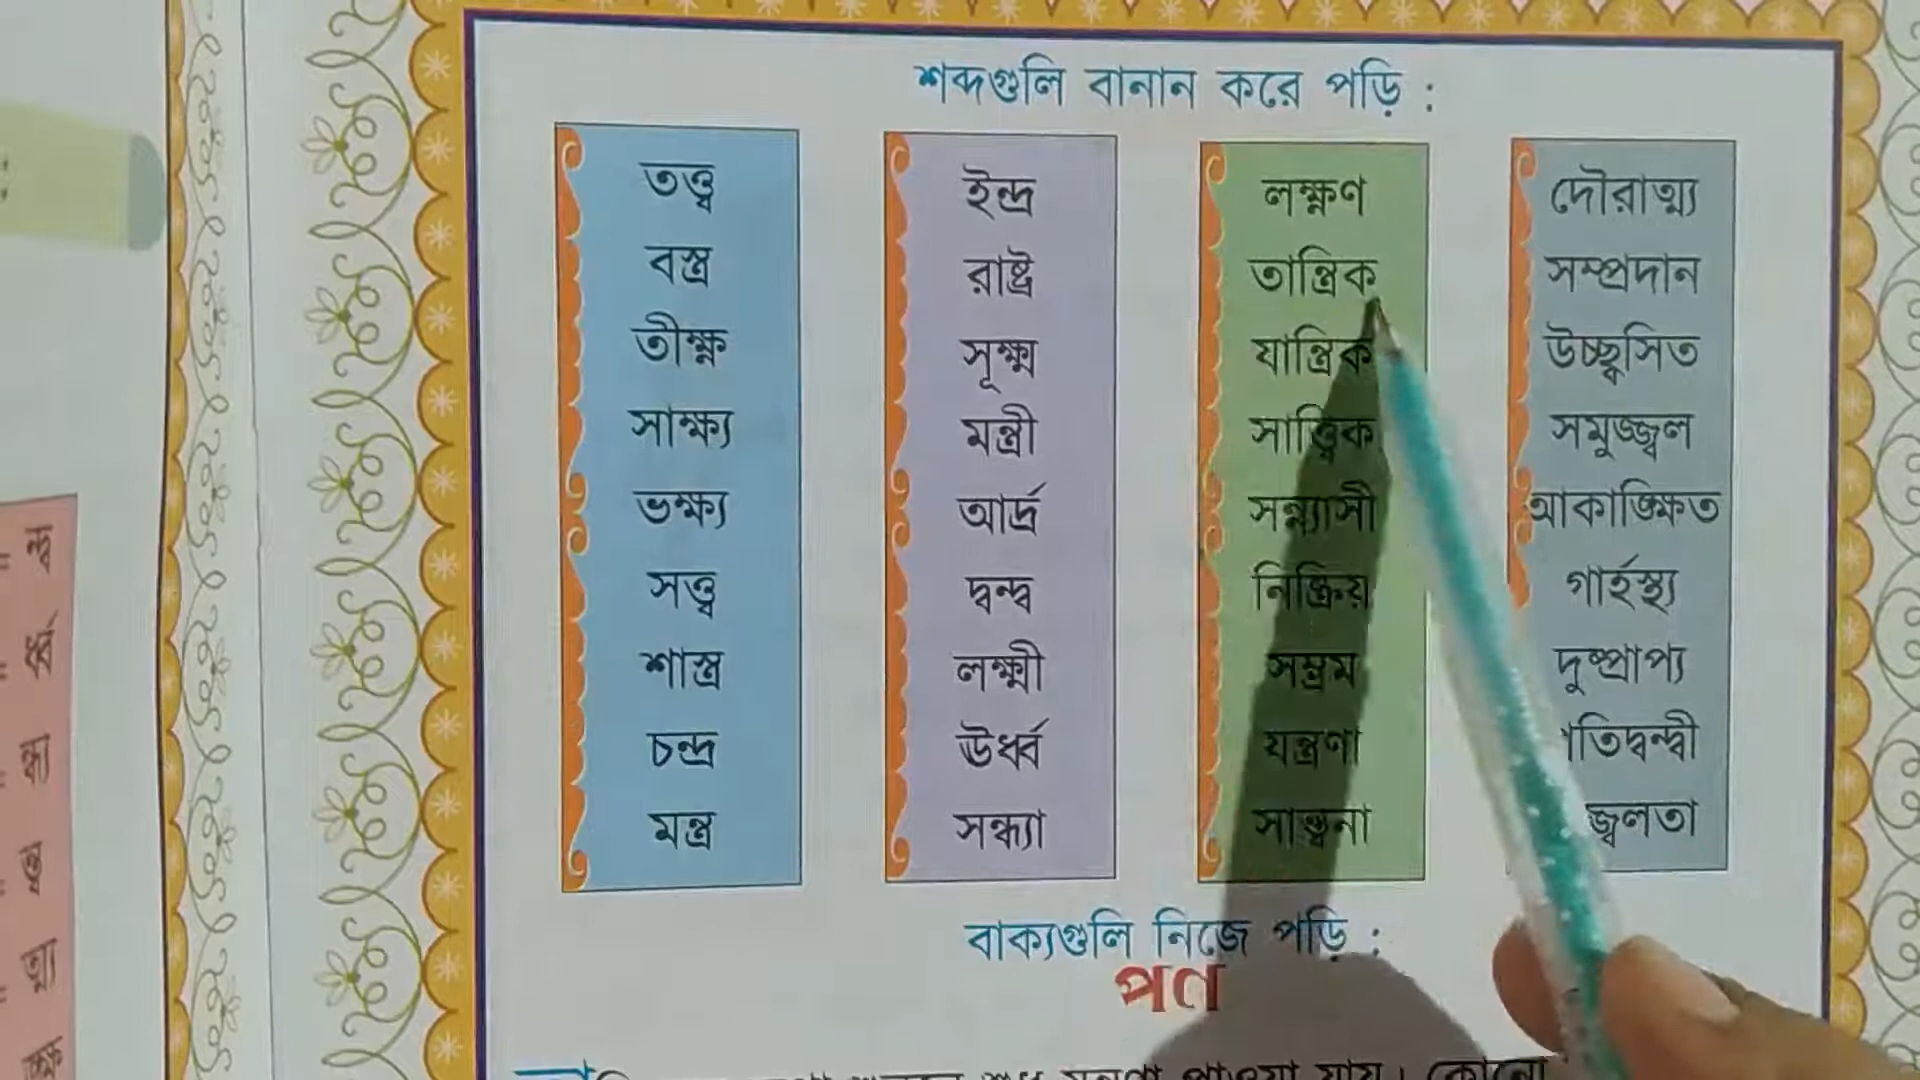 শব্দগুলি বানান করে পড়ি :
তত্ত্ব ইন্দ্র লক্ষ্মণ দৌরাত্ম্য
বস্ত্র রাষ্ট্র তান্ত্রিক সম্প্রদান
তীক্ষ্ণ সূক্ষ্ম যান্ত্রিক উচ্ছ্বসিত
সাক্ষ্য মন্ত্রী সাত্ত্বিক সমুজ্জ্বল
ভক্ষ্য আর্দ্র সন্ন্যাসী আকাঙ্ক্ষিত
সত্ত্ব দ্বন্দ্ব নিষ্ক্রিয় গার্হস্থ্য
শাস্ত্র লক্ষ্মী সম্ভ্রম দুষ্প্রাপ্য
চন্দ্র ঊর্ধ্ব যন্ত্রণা
মন্ত্র সন্ধ্যা সান্ত্বনা
বাক্যগুলি নিজে পড়ি :
পণ